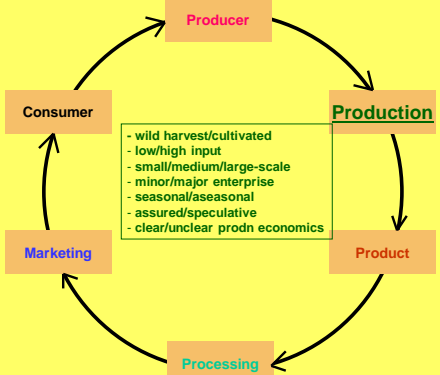 Producer
Production
Consumer
- wild harvest/cultivated
- low/high input
- small/medium/large-scale
- minor/major enterprise
- seasonal/aseasonal
- assured/speculative
- clear/unclear prodn economics
Marketing
Product
Processing